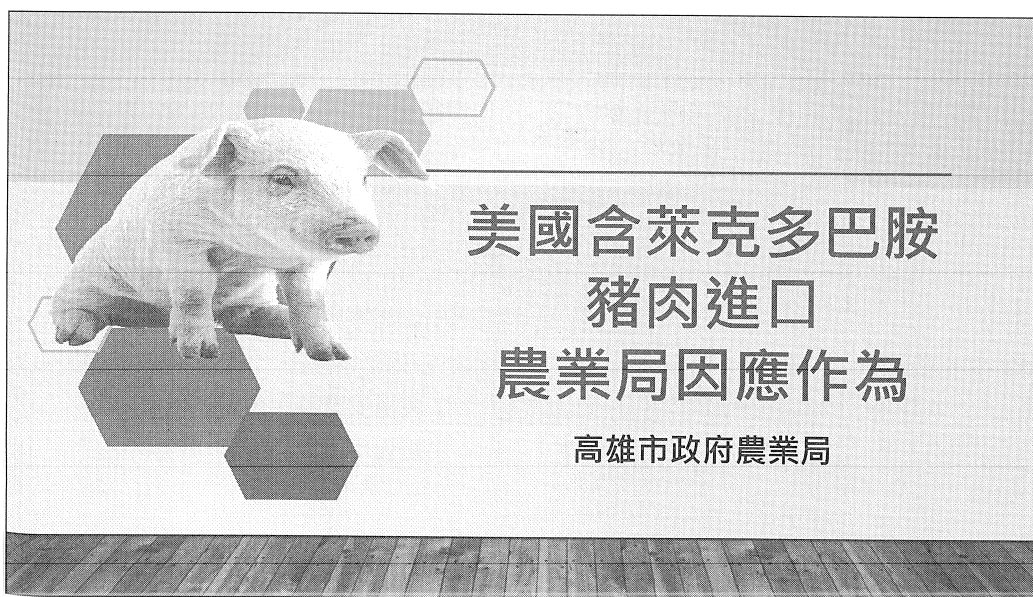 美國含萊克多巴胺
豬肉進口
農業局因應作為
高雄市政府農業局